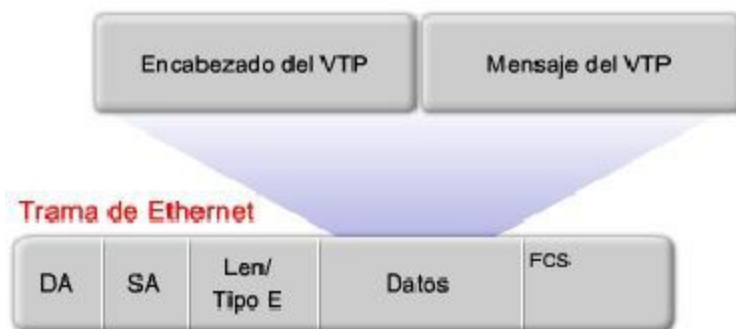 Encabezado del VTP
Mensaje del VTP
Trama de Ethernet
DA
SA
Len/
Tipo E
Datos
FCS